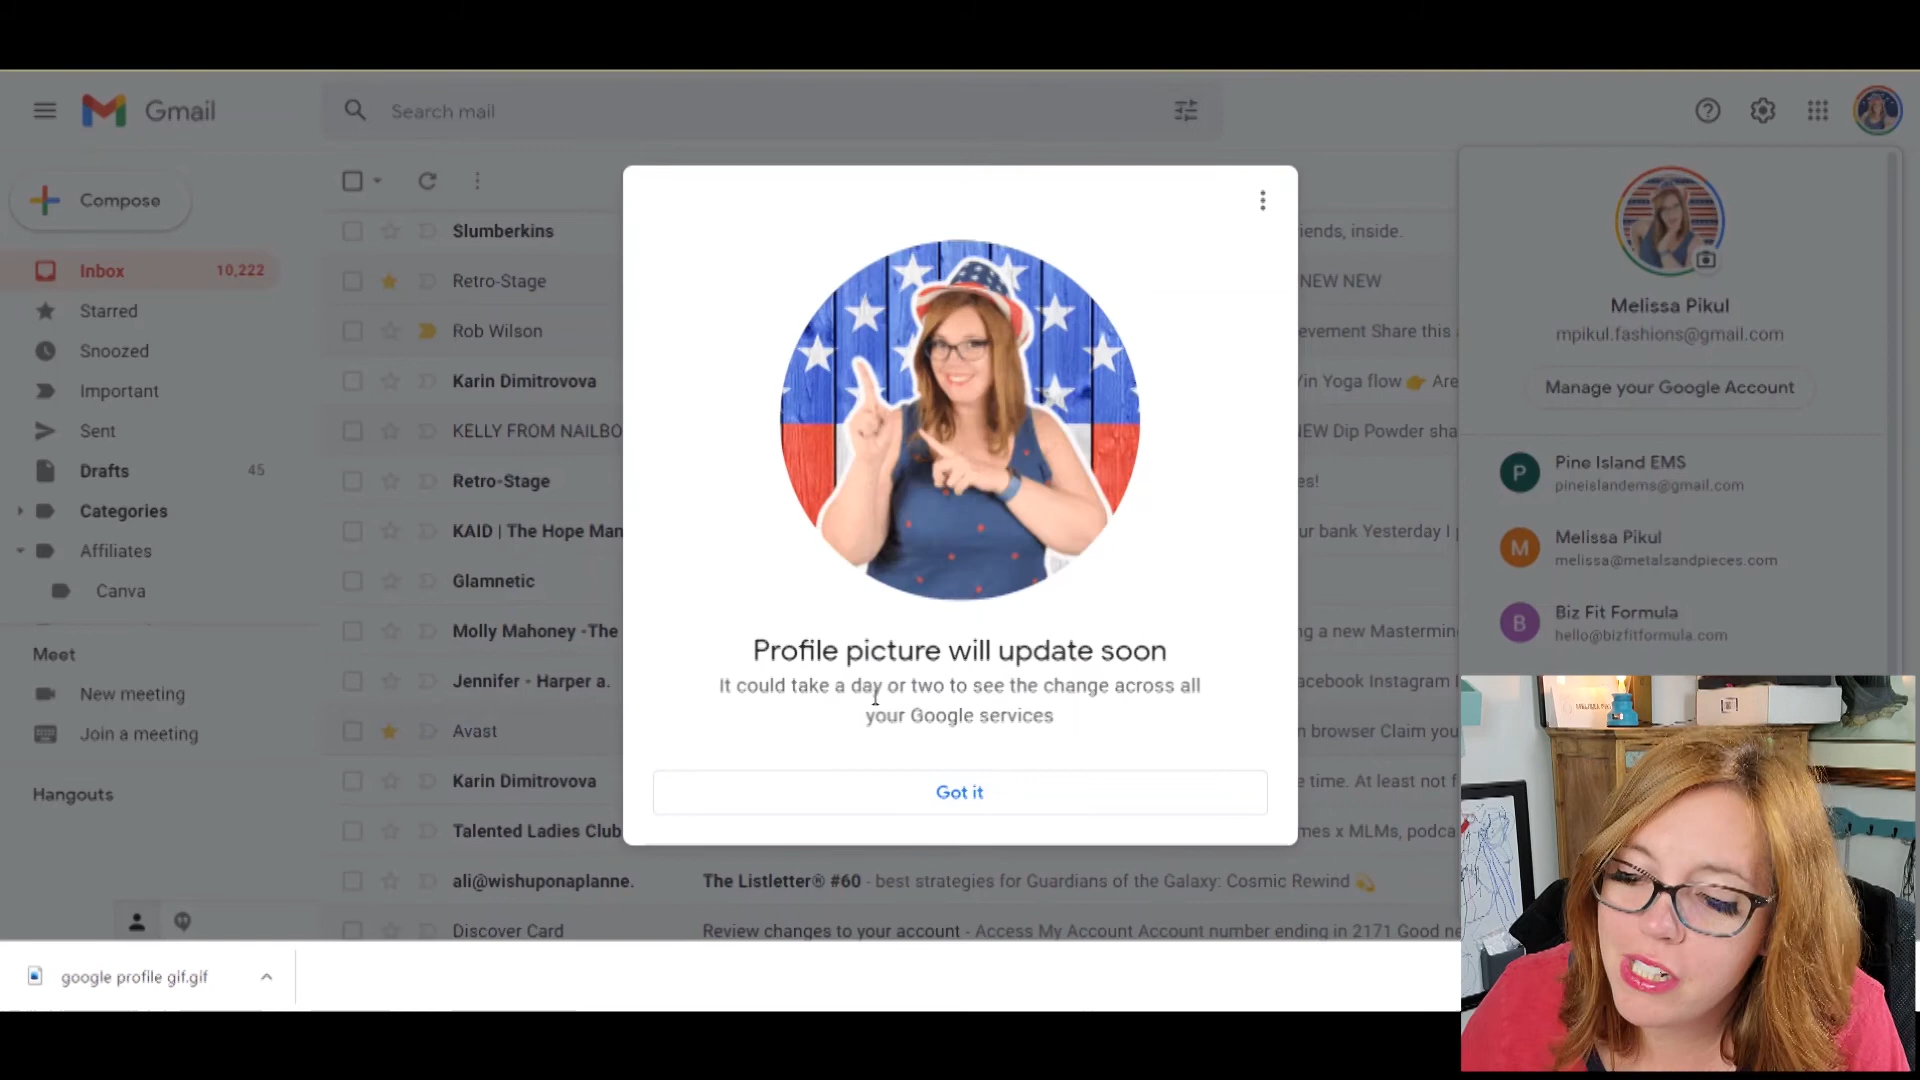 Gmail
Search mail
Compose
Inbox 10,222
Starred
Snoozed
Important
Sent
Drafts 45
Categories
Affiliates
Canva
Meet
New meeting
Join a meeting
Hangouts
Slumberkins
Retro-Stage
Rob Wilson
Karin Dimitrovova
KELLY FROM NAILBO
Retro-Stage
KAID | The Hope Man
Glamnetic
Molly Mahoney -The
Jennifer - Harper a.
Avast
Karin Dimitrovova
Talented Ladies Club
ali@wishuponaplanne. The Listletter® #60 - best strategies for Guardians of the Galaxy: Cosmic Rewind 💫
Discover Card Review changes to your account - Access My Account Account number ending in 2171 Good ne
Profile picture will update soon
It could take a day or two to see the change across all
your Google services
Got it
iends, inside.
NEW NEW
evement Share this
Yin Yoga flow 👉 Are
NEW Dip Powder sha
es!
ur bank Yesterday I
ng a new Mastermin
acebook Instagram
n browser Claim you
e time. At least not f
nes x MLMs, podca
Melissa Pikul
mpikul.fashions@gmail.com
Manage your Google Account
P
Pine Island EMS
pineislandems@gmail.com
M
Melissa Pikul
melissa@metalsandpieces.com
B
Biz Fit Formula
hello@bizfitformula.com
google profile gif.gif